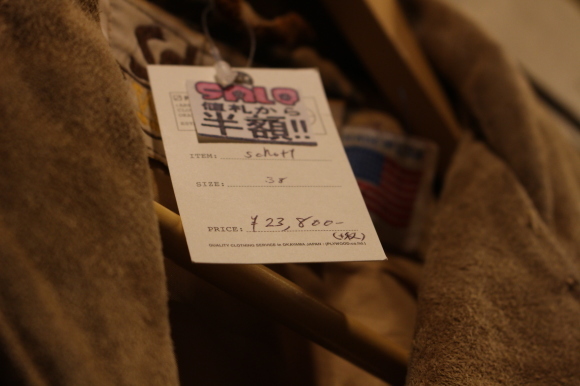 SALE
値札から
半額!!
ITEM: schott
SIZE: 38
PRICE: ¥23,800-
(+税)
QUALITY CLOTHING SERVICE in OKAYAMA JAPAN